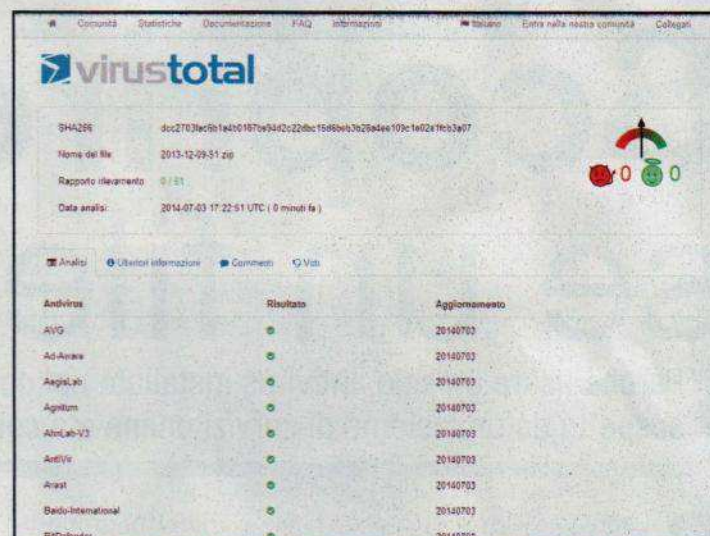 Comunità Statistiche Documentazione FAQ Informazioni Italiano Entra nella nostra comunità Collegati
virustotal
SHA256
Nome del file 2013-12-09-51.zip
Rapporto rilevamento 0 / 51
Data analisi: 2014-07-03 17:22:51 UTC ( 0 minuti fa )
0 0
Analisi Ulteriori informazioni Commenti Voti
Antivirus Risultato Aggiornamento
AVG 20140703
Ad-Aware 20140703
AegisLab 20140703
Agnitum 20140703
AhnLab-V3 20140703
AntiVir 20140703
Avast 20140703
Baidu-International 20140703
BitDefender 20140703